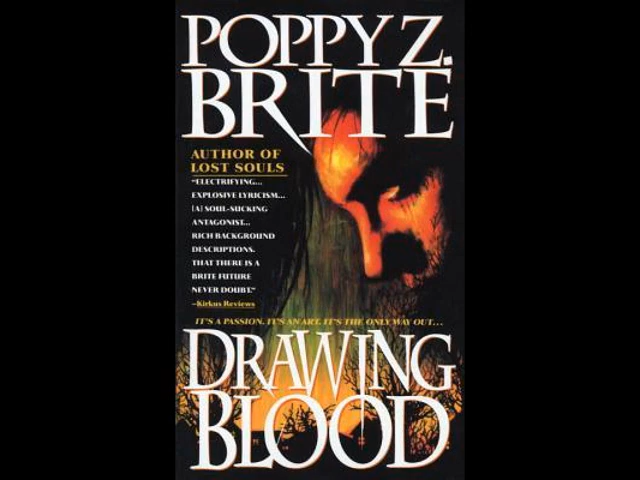 POPPY Z.
BRITE
AUTHOR OF
LOST SOULS
"ELECTRIFYING...
EXPLOSIVE LYRICISM...
[A] SOUL-SUCKING
ANTAGONIST...
RICH BACKGROUND
DESCRIPTIONS.
THAT THERE IS A
BRITE FUTURE
NEVER DOUBT."
–Kirkus Reviews
IT'S A PASSION. IT'S AN ART. IT'S THE ONLY WAY OUT...
DRAWING
BLOOD